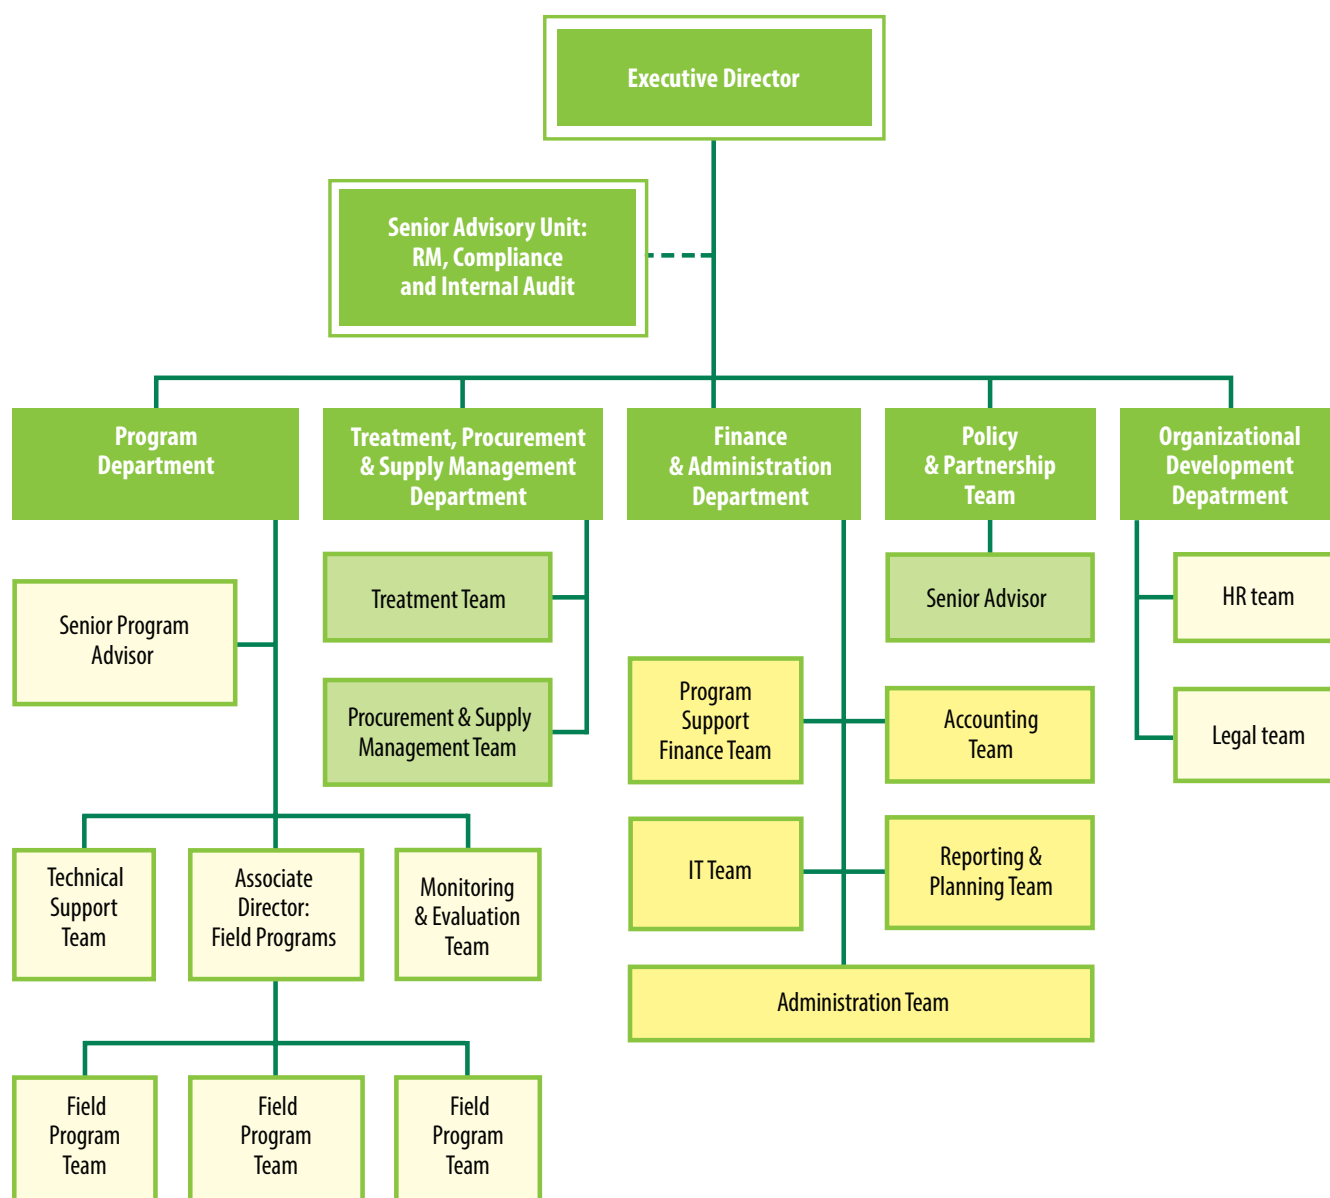 Executive Director
Senior Advisory Unit:
RM, Compliance
and Internal Audit
Program
Department
Treatment, Procurement
& Supply Management
Department
Finance
& Administration
Department
Policy
& Partnership
Team
Organizational
Development
Depatrment
Senior Program
Advisor
Treatment Team
Procurement & Supply
Management Team
Senior Advisor
HR team
Legal team
Program
Support
Finance Team
Accounting
Team
IT Team
Reporting &
Planning Team
Administration Team
Technical
Support
Team
Associate
Director:
Field Programs
Monitoring
& Evaluation
Team
Field
Program
Team
Field
Program
Team
Field
Program
Team